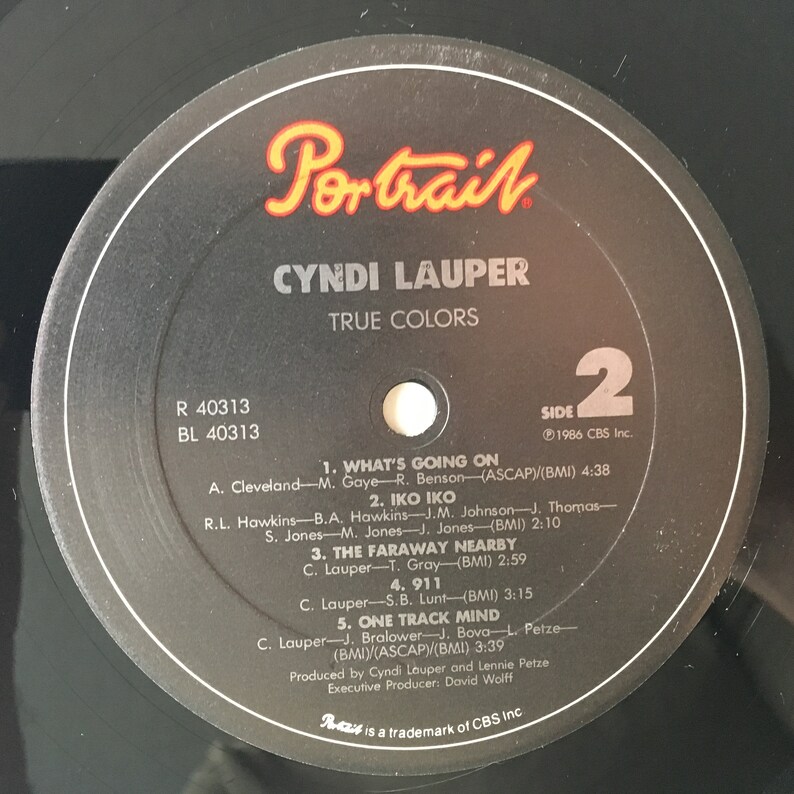 Portrait®
CYNDI LAUPER
TRUE COLORS
R 40313
BL 40313
SIDE 2
℗ 1986 CBS Inc.
1. WHAT'S GOING ON
A. Cleveland—M. Gaye—R. Benson—(ASCAP)/(BMI) 4:38
2. IKO IKO
R.L. Hawkins—B.A. Hawkins—J.M. Johnson—J. Thomas—
S. Jones—M. Jones—J. Jones—(BMI) 2:10
3. THE FARAWAY NEARBY
C. Lauper—T. Gray—(BMI) 2:59
4. 911
C. Lauper—S.B. Lunt—(BMI) 3:15
5. ONE TRACK MIND
C. Lauper—J. Bralower—J. Bova—L. Petze—
(BMI)/(ASCAP)/(BMI) 3:39
Produced by Cyndi Lauper and Lennie Petze
Executive Producer: David Wolff
Portrait is a trademark of CBS Inc